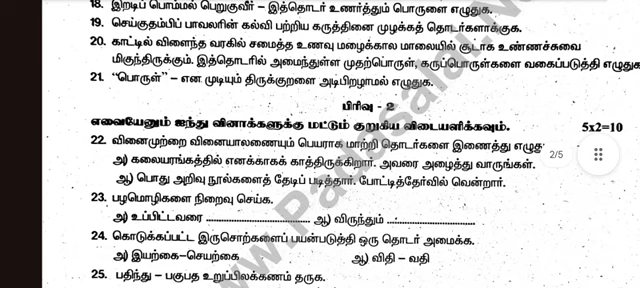 18. இறடிப் பொம்மல் பெறுகுவீர் – இத்தொடர் உணர்த்தும் பொருளை எழுதுக.
19. செய்குதம்பிப் பாவலரின் கல்வி பற்றிய கருத்தினை முழக்கத் தொடர்களாக்குக.
20. காட்டில் விளைந்த வரகில் சமைத்த உணவு மழைக்கால மாலையில் சூடாக உண்ணச்சுவை
மிகுந்திருக்கும். இத்தொடரில் அமைந்துள்ள முதற்பொருள், கருப்பொருள்களை வகைப்படுத்தி எழுதுக
21. “பொருள்” – என முடியும் திருக்குறளை அடிபிறழாமல் எழுதுக.
பிரிவு - 2
எவையேனும் ஐந்து வினாக்களுக்கு மட்டும் குறுகிய விடையளிக்கவும். 5x2=10
22. வினைமுற்றை வினையாலணையும் பெயராக மாற்றி தொடர்களை இணைத்து எழுது
அ) கலையரங்கத்தில் எனக்காகக் காத்திருக்கிறார். அவரை அழைத்து வாருங்கள்.
2/5
ஆ) பொது அறிவு நூல்களைத் தேடிப் படித்தார். போட்டித்தேர்வில் வென்றார்.
23. பழமொழிகளை நிறைவு செய்க.
அ) உப்பிட்டவரை .................................. ஆ) விருந்தும் ..................................
24. கொடுக்கப்பட்ட இருசொற்களைப் பயன்படுத்தி ஒரு தொடர் அமைக்க.
அ) இயற்கை–செயற்கை ஆ) விதி – வதி
25. பதிந்து – பகுபத உறுப்பிலக்கணம் தருக.